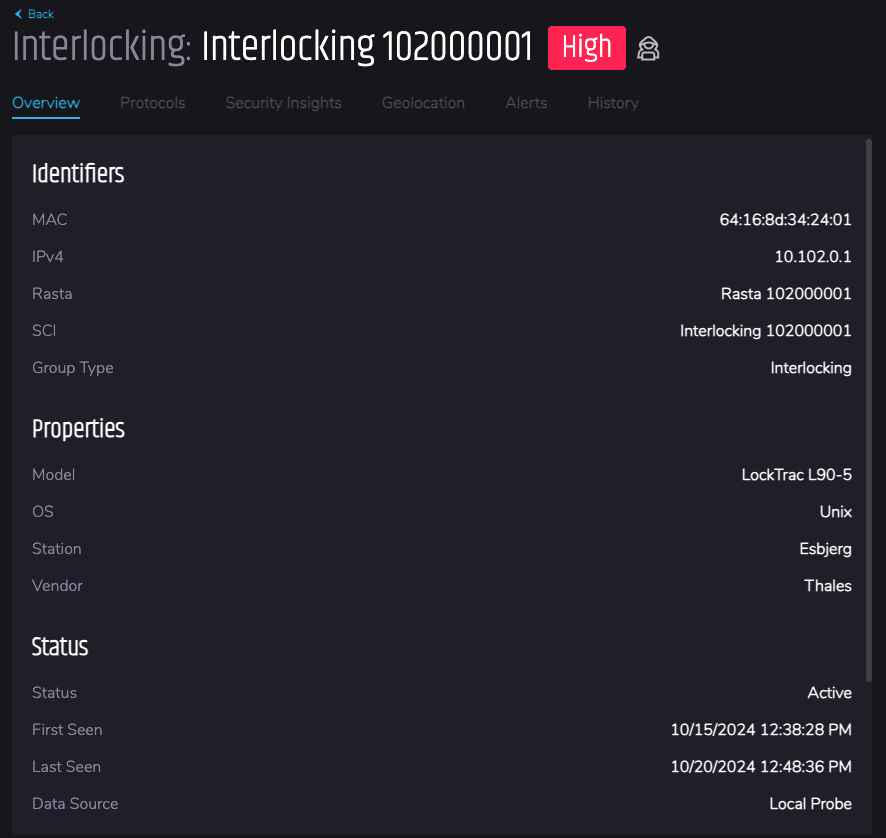 Back
Interlocking: Interlocking 102000001 High
Overview Protocols Security Insights Geolocation Alerts History
Identifiers
MAC 64:16:8d:34:24:01
IPv4 10.102.0.1
Rasta Rasta 102000001
SCI Interlocking 102000001
Group Type Interlocking
Properties
Model LockTrac L90-5
OS Unix
Station Esbjerg
Vendor Thales
Status
Status Active
First Seen 10/15/2024 12:38:28 PM
Last Seen 10/20/2024 12:48:36 PM
Data Source Local Probe